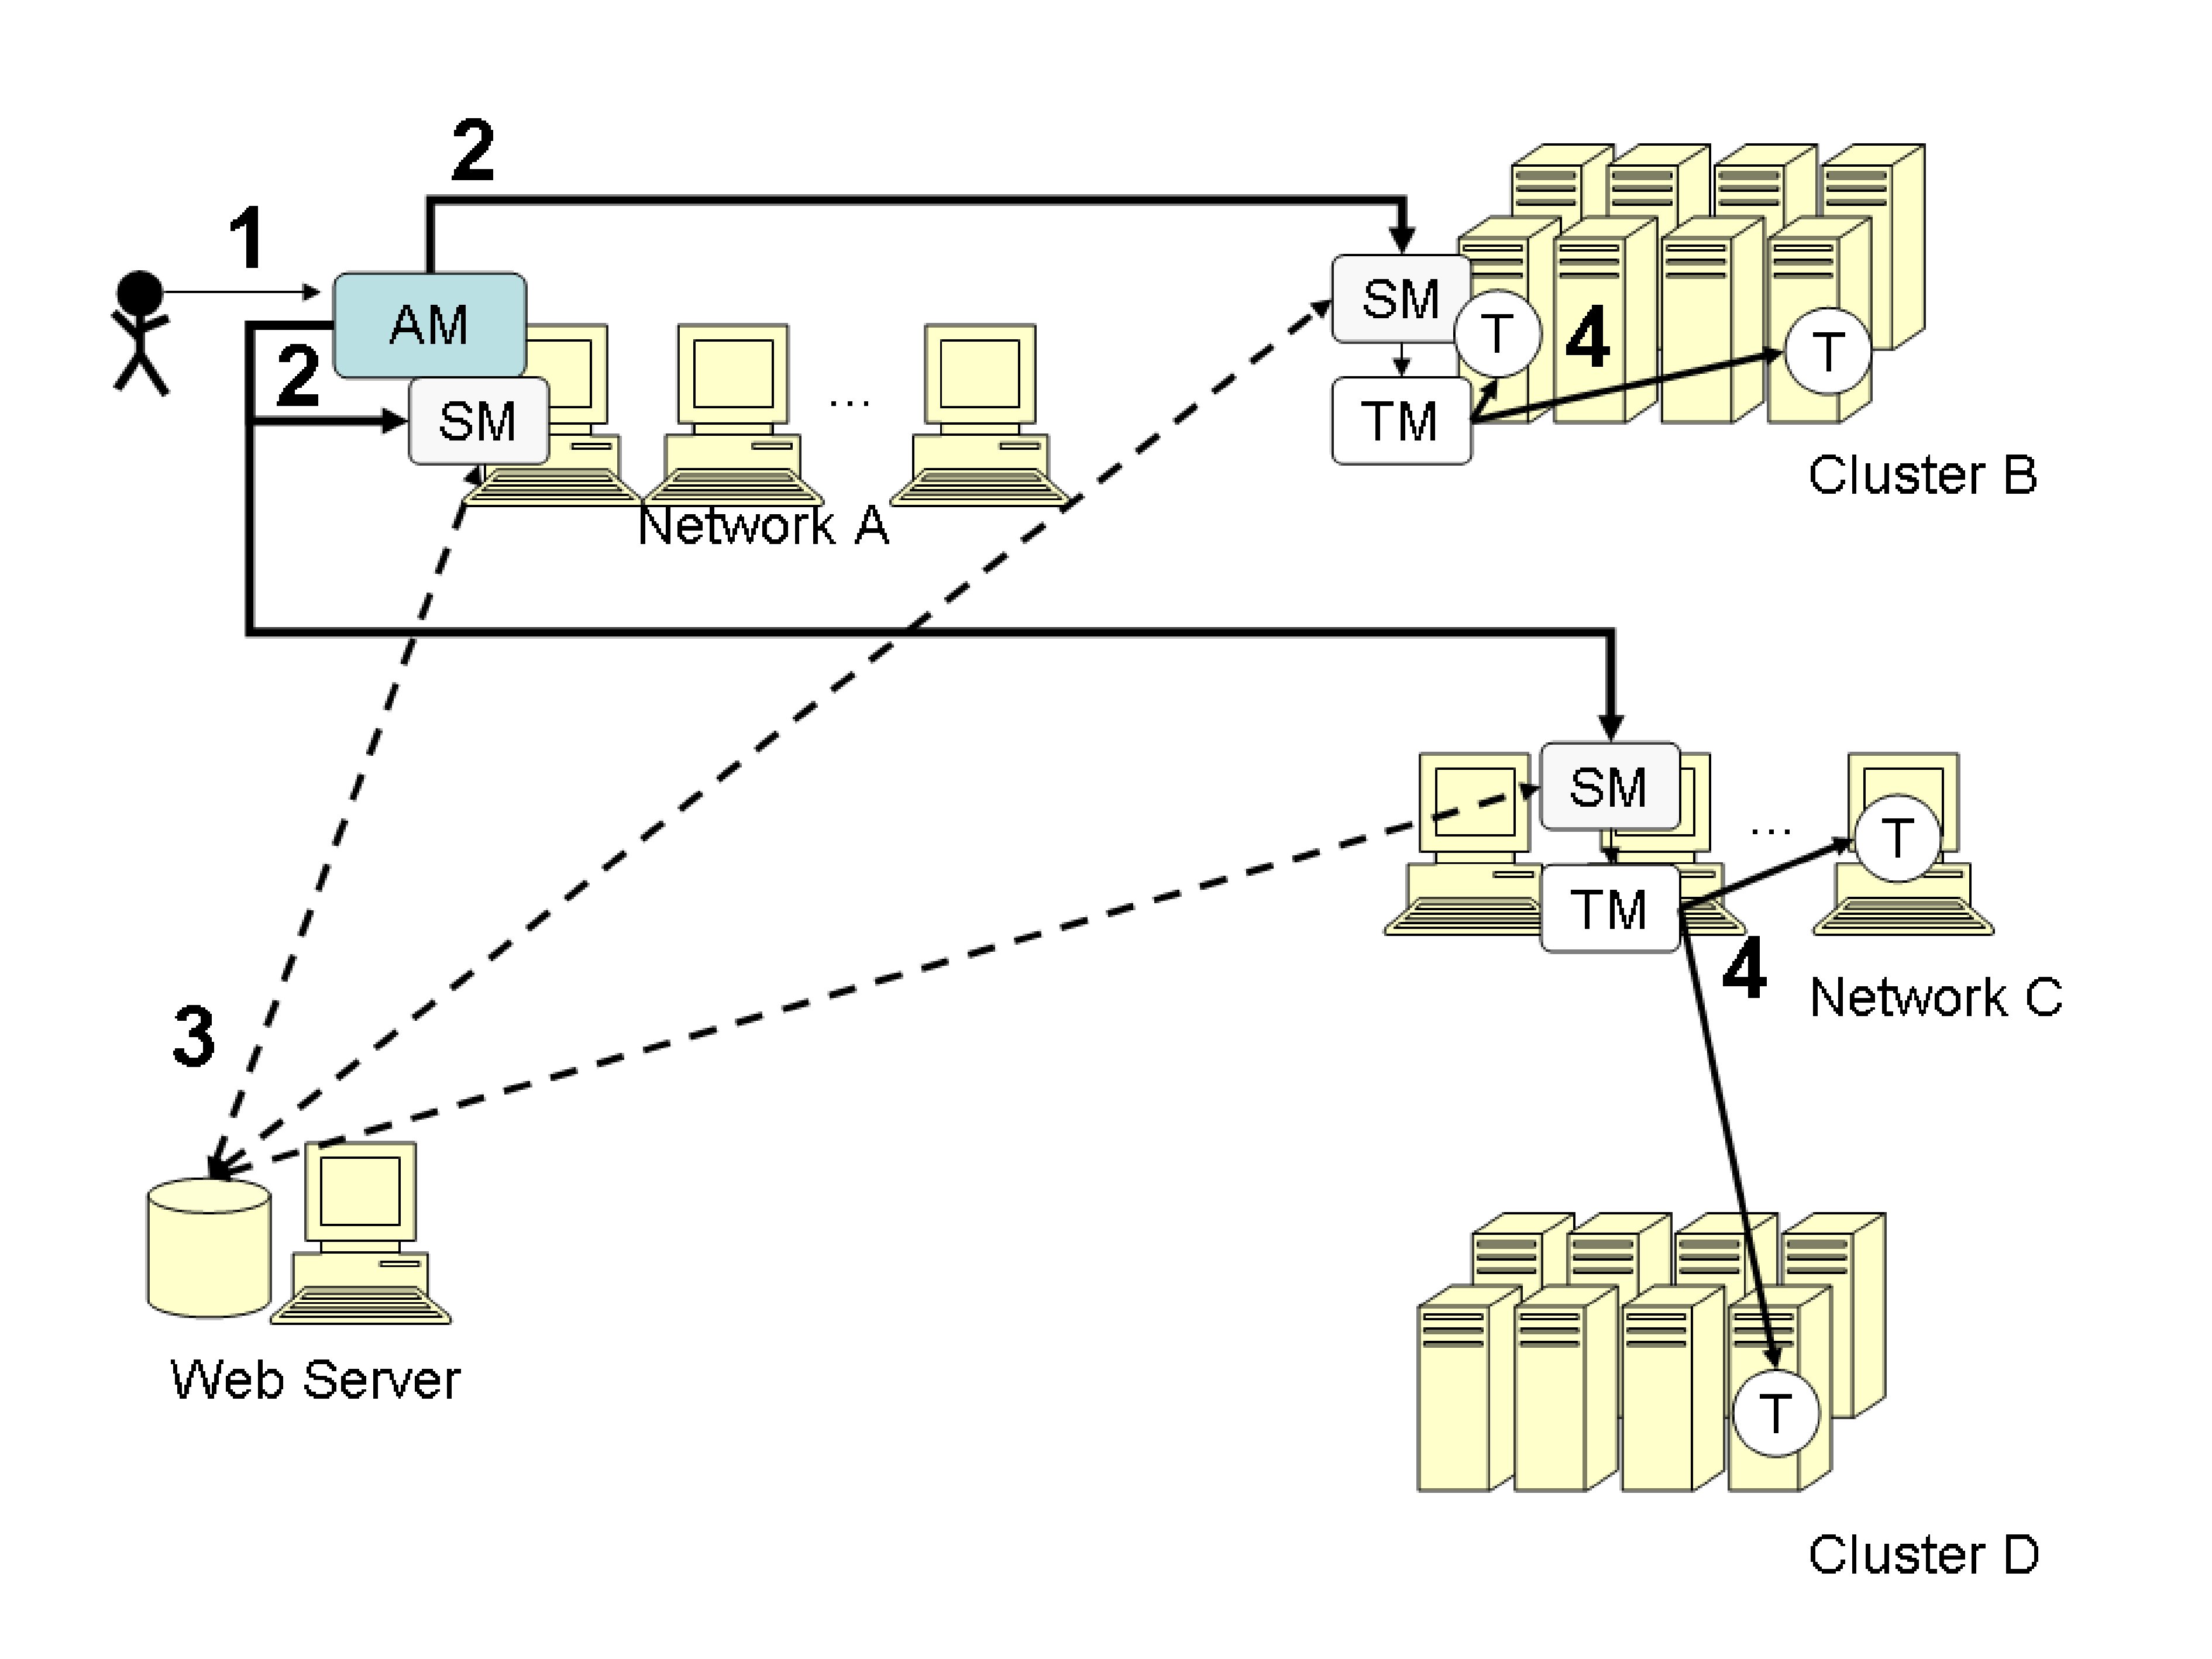 2
1
AM
2
SM
...
Network A
SM
T
4
T
TM
Cluster B
SM
...
T
TM
4
Network C
3
Web Server
T
Cluster D